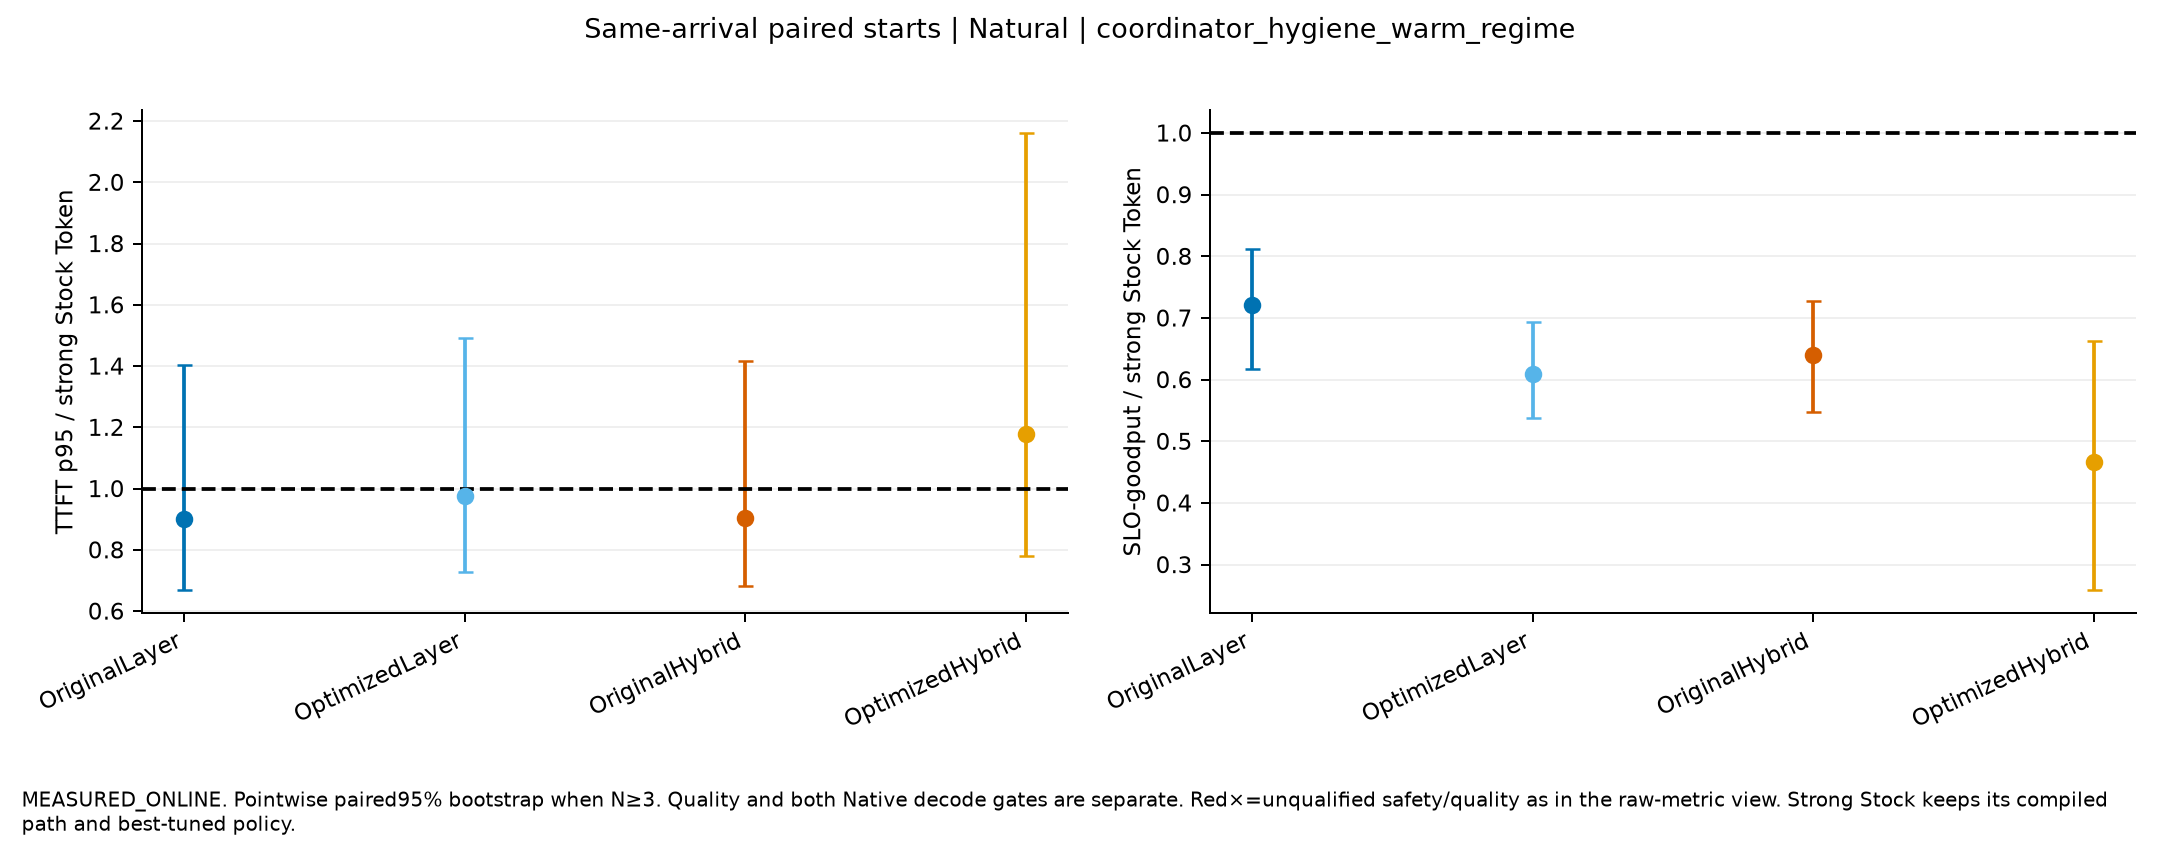 Same-arrival paired starts | Natural | coordinator_hygiene_warm_regime
TTFT p95 / strong Stock Token
2.2
2.0
1.8
1.6
1.4
1.2
1.0
0.8
0.6
OriginalLayer
OptimizedLayer
OriginalHybrid
OptimizedHybrid
SLO-goodput / strong Stock Token
1.0
0.9
0.8
0.7
0.6
0.5
0.4
0.3
OriginalLayer
OptimizedLayer
OriginalHybrid
OptimizedHybrid
MEASURED_ONLINE. Pointwise paired95% bootstrap when N≥3. Quality and both Native decode gates are separate. Red×=unqualified safety/quality as in the raw-metric view. Strong Stock keeps its compiled
path and best-tuned policy.